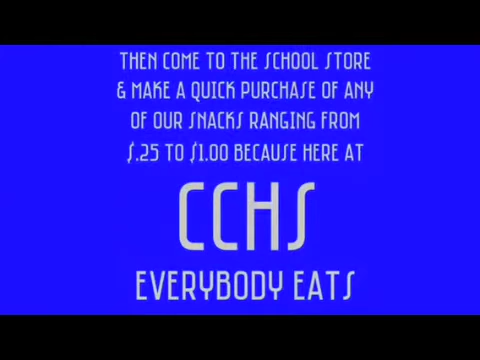 THEN COME TO THE SCHOOL STORE
& MAKE A QUICK PURCHASE OF ANY
OF OUR SNACKS RANGING FROM
$.25 TO $1.00 BECAUSE HERE AT
CCHS
EVERYBODY EATS